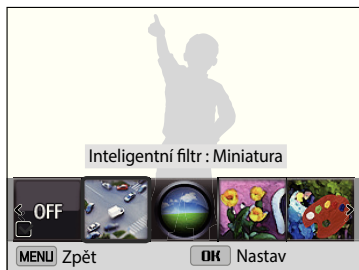 Inteligentní filtr : Miniatura
OFF
MENU Zpět
OK Nastav